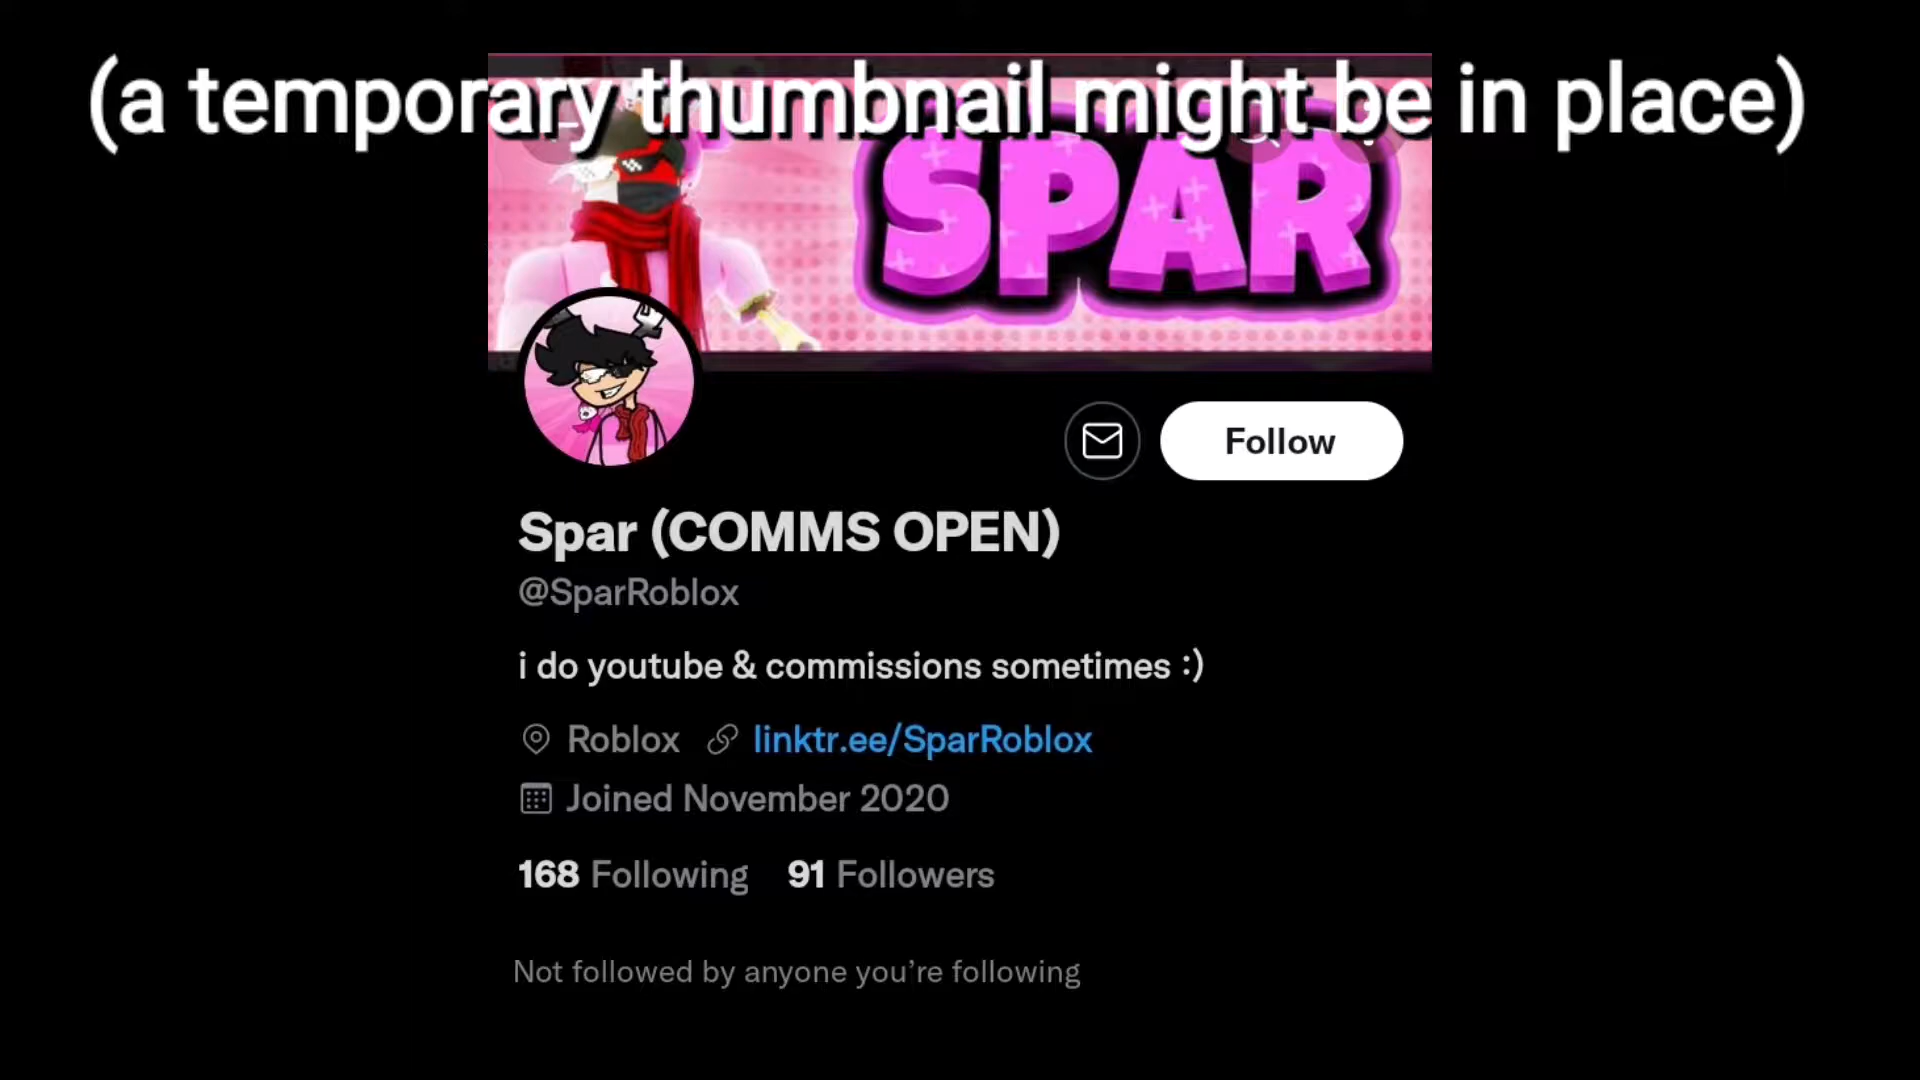 (a temporary thumbnail might be in place)
SPAR
Follow
Spar (COMMS OPEN)
@SparRoblox
i do youtube & commissions sometimes :)
Roblox linktr.ee/SparRoblox
Joined November 2020
168 Following 91 Followers
Not followed by anyone you’re following